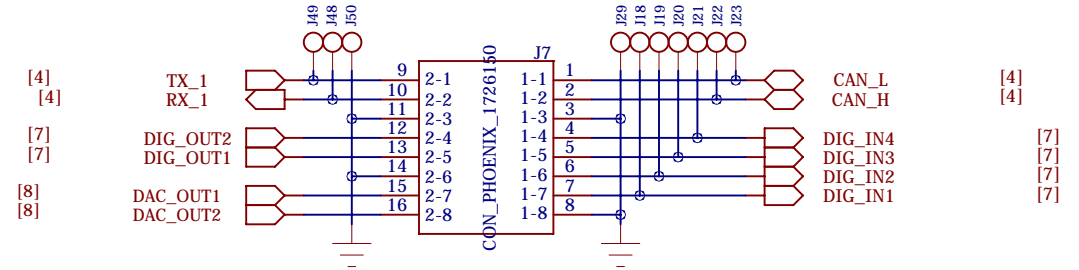 J49 J48 J50 J29 J18 J19 J20 J21 J22 J23
J7
CON_PHOENIX_1726150
[4] TX_1 9 2-1 1-1 1 CAN_L [4]
[4] RX_1 10 2-2 1-2 2 CAN_H [4]
11 2-3 1-3 3
[7] DIG_OUT2 12 2-4 1-4 4 DIG_IN4 [7]
[7] DIG_OUT1 13 2-5 1-5 5 DIG_IN3 [7]
14 2-6 1-6 6 DIG_IN2 [7]
[8] DAC_OUT1 15 2-7 1-7 7 DIG_IN1 [7]
[8] DAC_OUT2 16 2-8 1-8 8